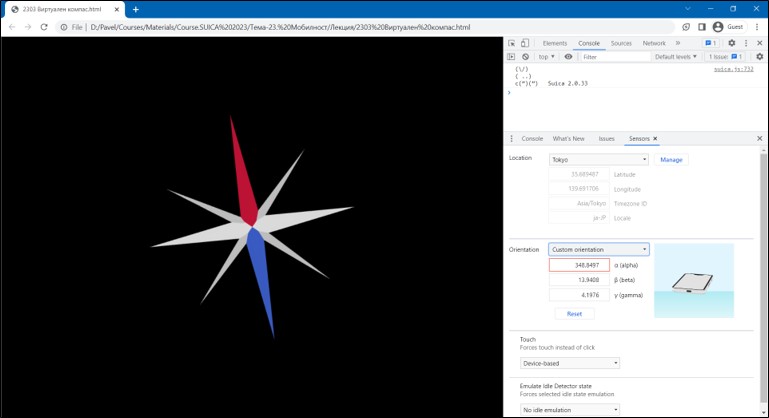 2303 Виртуален компас.html
File | D:/Pavel/Courses/Materials/Course.SUICA%202023/Тема-23.%20Мобилност/Лекция/2303%20Виртуален%20компас.html
Guest
Elements Console Sources Network » 1
top Filter Default levels 1 Issue: 1
(\/) suica.js:732
( ..)
c(")(") Suica 2.0.33
Console What's New Issues Sensors
Location Tokyo Manage
35.689487 Latitude
139.691706 Longitude
Asia/Tokyo Timezone ID
ja-JP Locale
Orientation Custom orientation
348.8497 α (alpha)
13.9408 β (beta)
4.1976 γ (gamma)
Reset
Touch
Forces touch instead of click
Device-based
Emulate Idle Detector state
Forces selected idle state emulation
No idle emulation